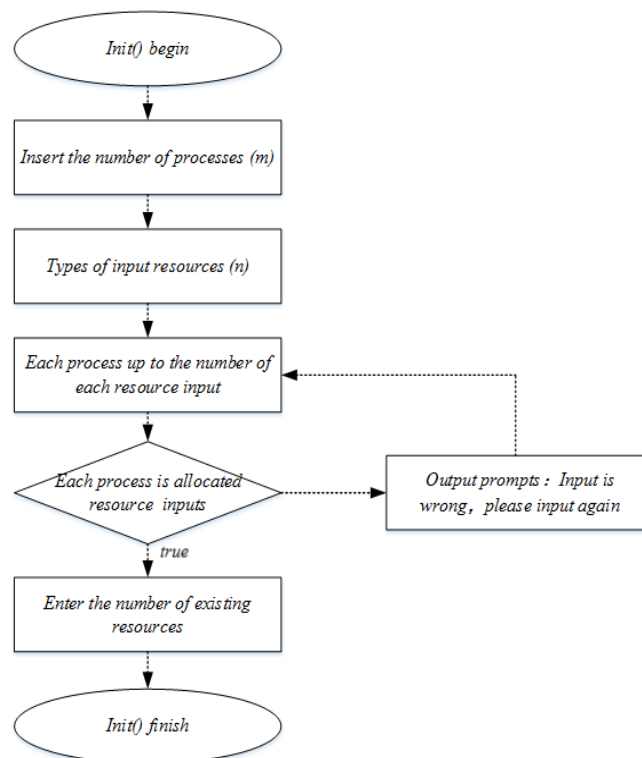 Init() begin
Insert the number of processes (m)
Types of input resources (n)
Each process up to the number of
each resource input
Each process is allocated
resource inputs
Output prompts：Input is
wrong，please input again
true
Enter the number of existing
resources
Init() finish